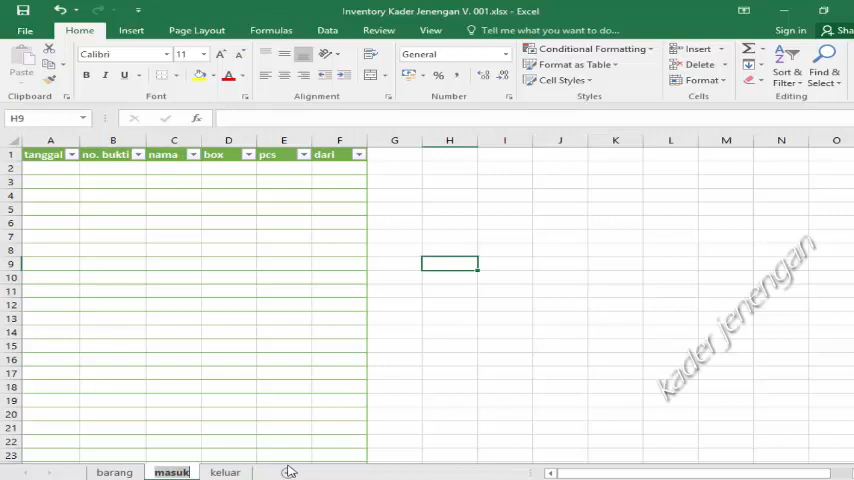 Inventory Kader Jenengan V. 001.xlsx - Excel
File Home Insert Page Layout Formulas Data Review View Tell me what you want to do... Sign in Sha
Paste Calibri 11 General Conditional Formatting Insert
B I U A A % Format as Table Delete Sort & Find &
Cell Styles Format Filter Select
Clipboard Font Alignment Number Styles Cells Editing
H9 fx
A B C D E F G H I J K L M N O
1 tanggal no. bukti nama box pcs dari
2
3
4
5
6
7
8
9
10
11
12
13
14
15
16
17
18
19
20
21
22
23
kader jenengan
barang masuk keluar